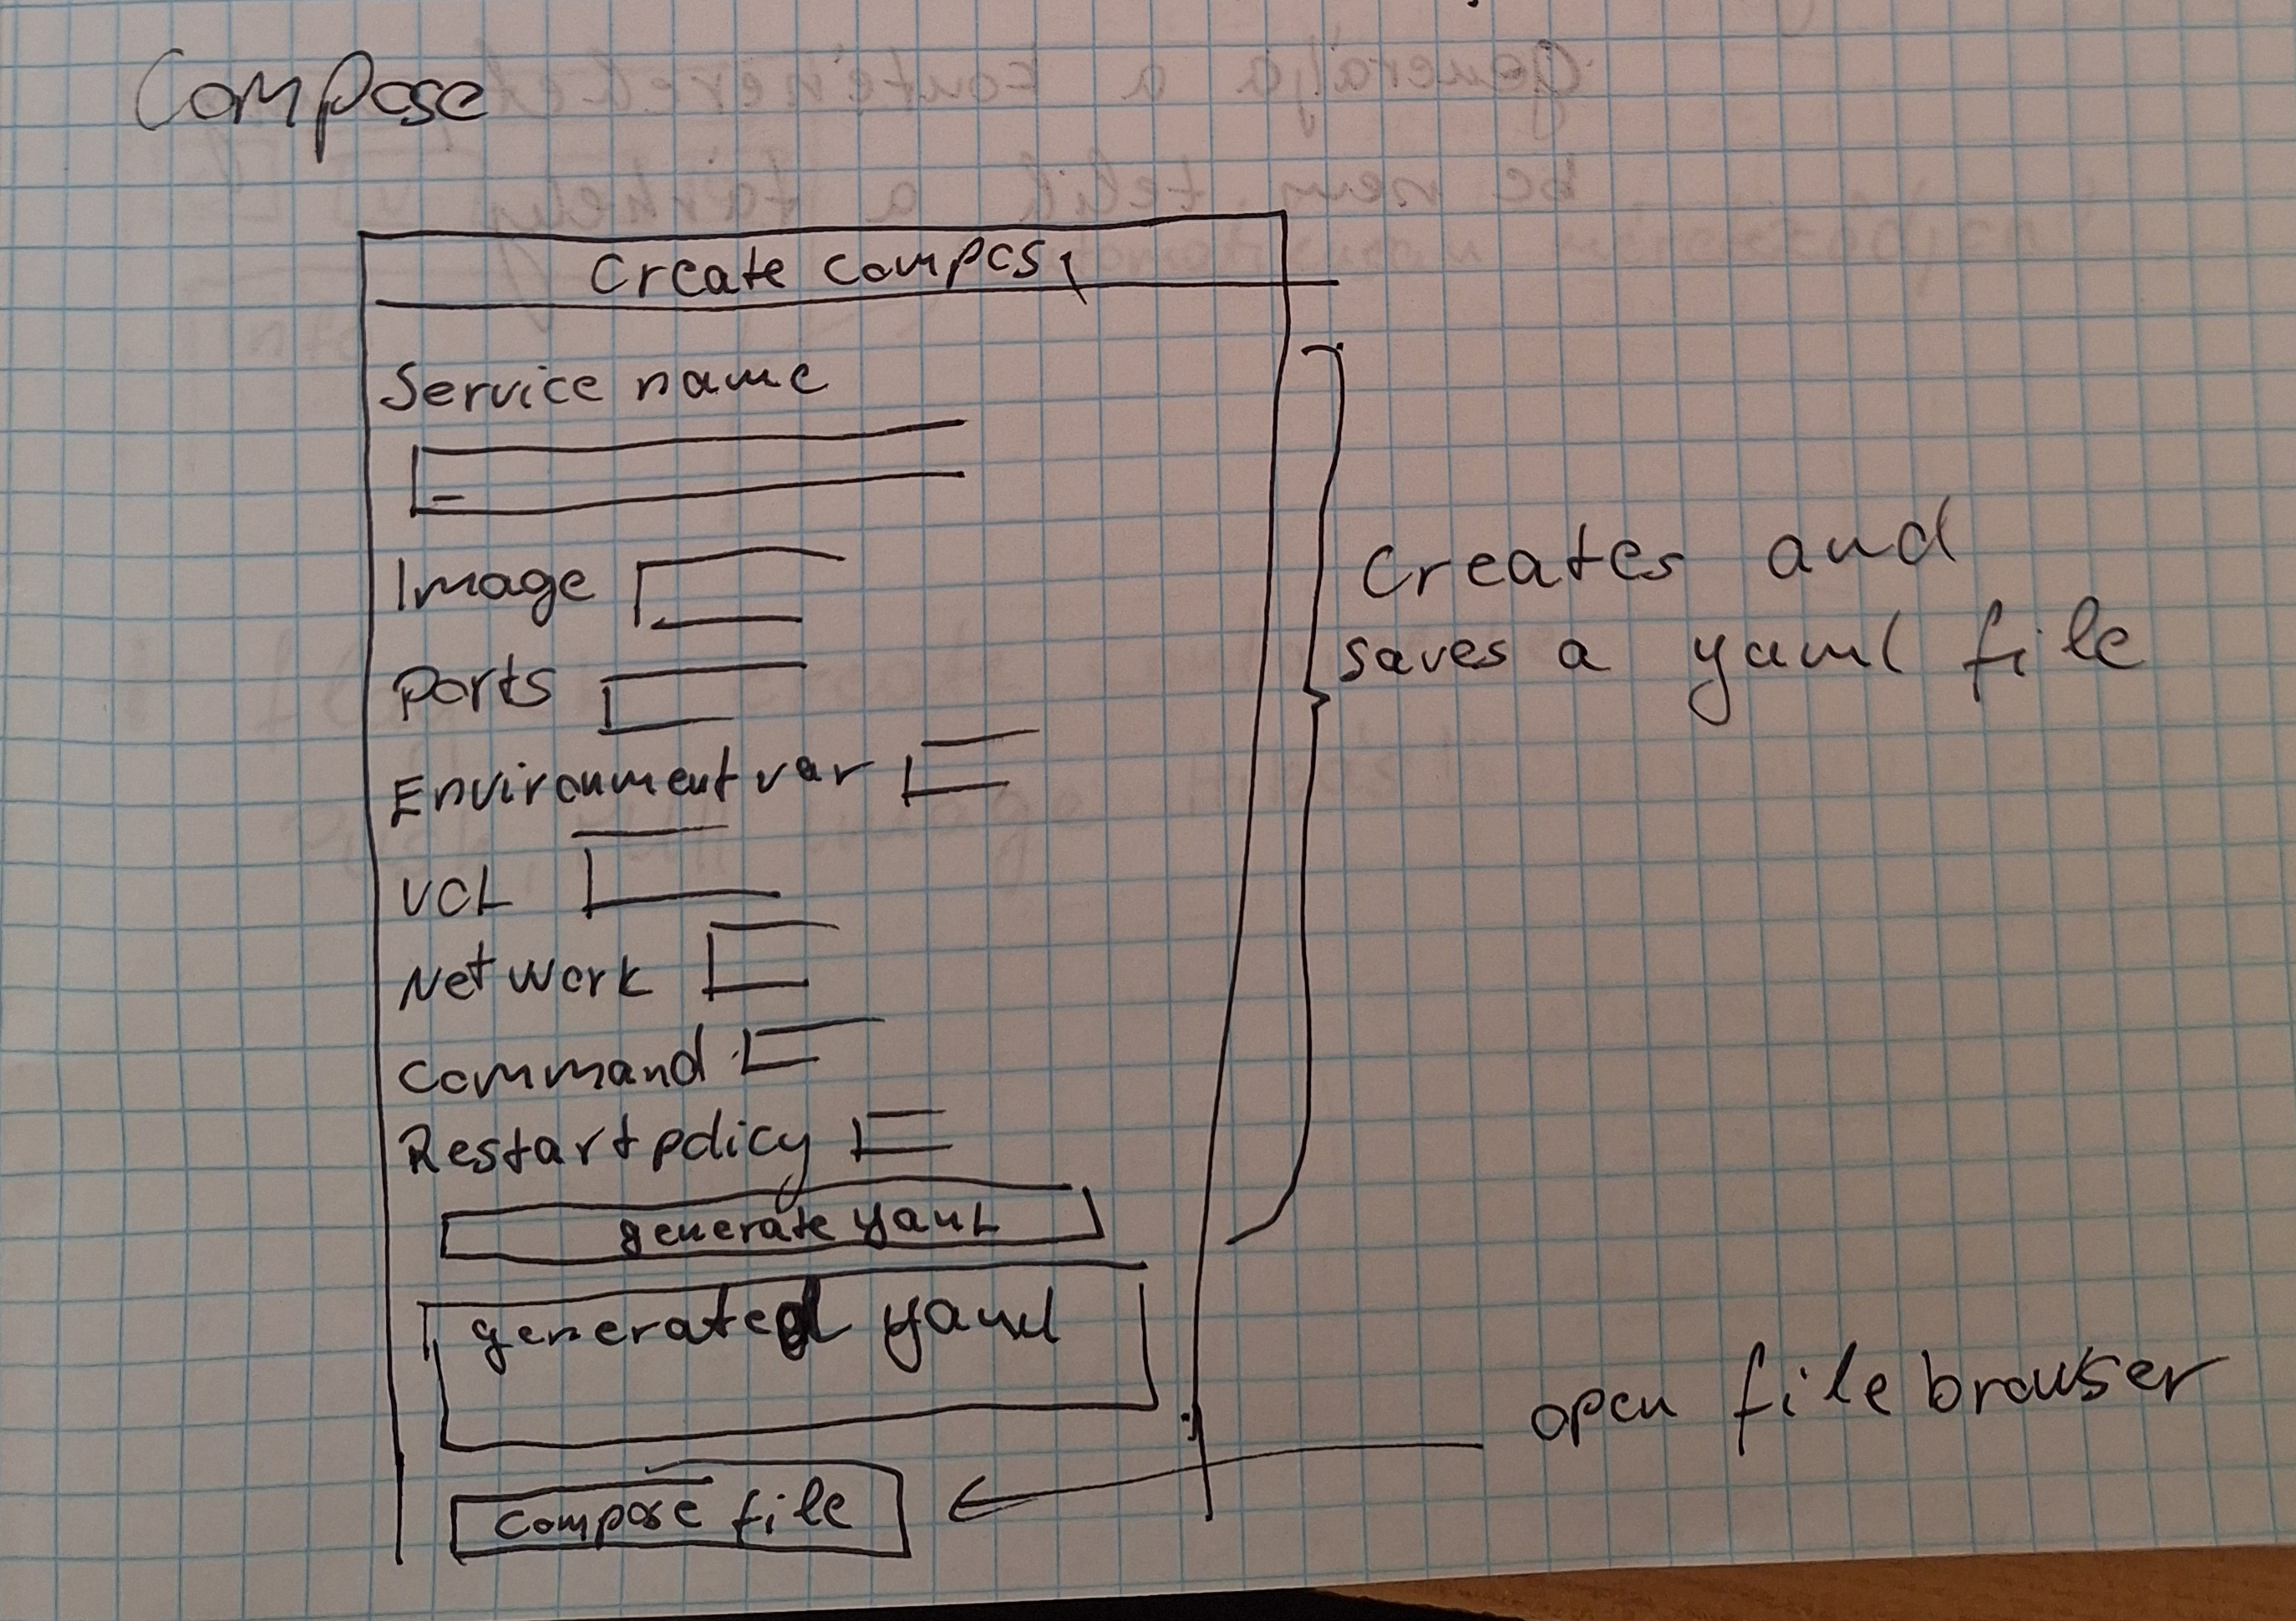 Compose
Create compose
Service name
Image
Ports
Environment var
VOL
Network
Command
Restart policy
generate yaml
generated yaml
compose file
Creates and
saves a yaml file
open file browser